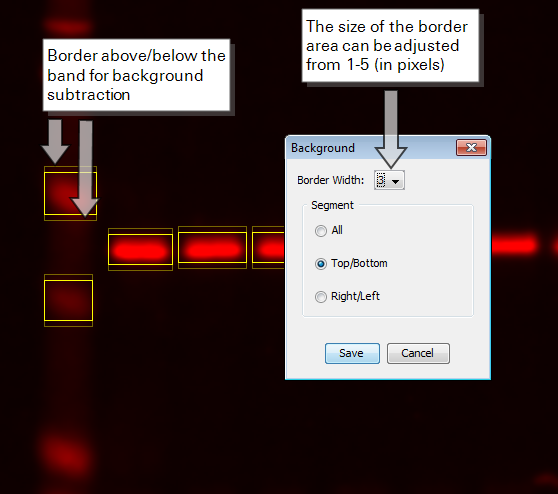 The size of the border
area can be adjusted
from 1-5 (in pixels)
Border above/below the
band for background
subtraction
Background
Border Width: 3
Segment
All
Top/Bottom
Right/Left
Save Cancel